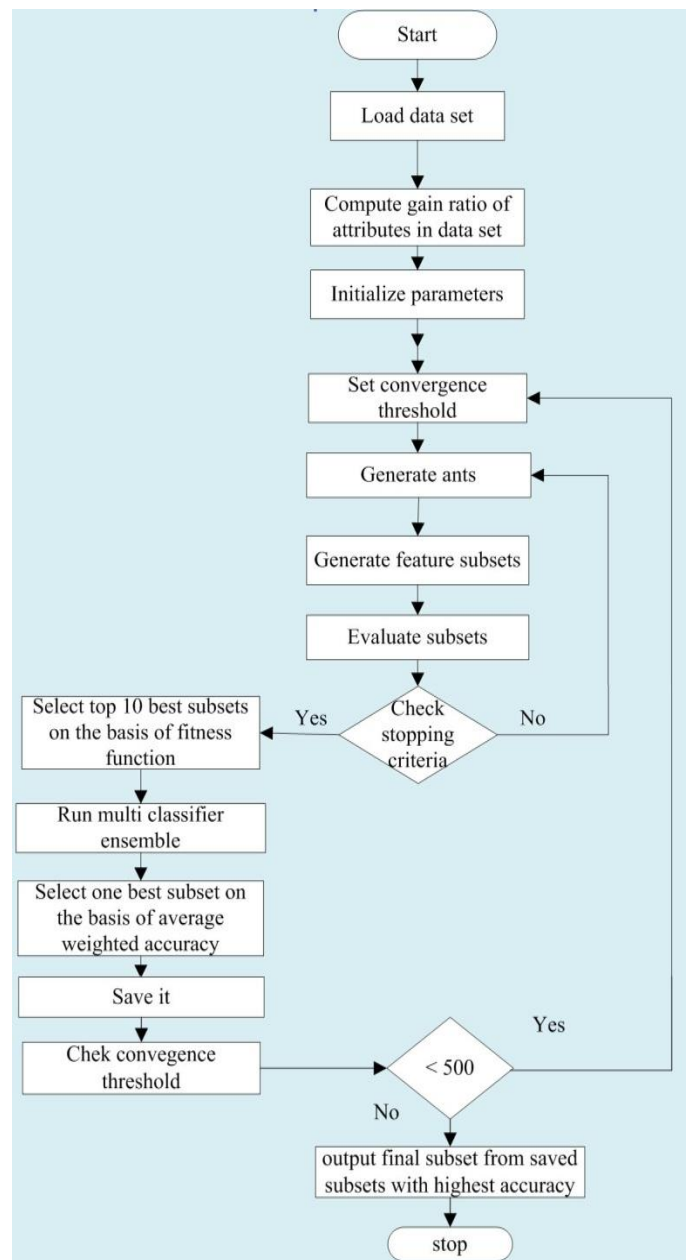 Start
Load data set
Compute gain ratio of
attributes in data set
Initialize parameters
Set convergence
threshold
Generate ants
Generate feature subsets
Evaluate subsets
Check
stopping
criteria
Yes
No
Select top 10 best subsets
on the basis of fitness
function
Run multi classifier
ensemble
Select one best subset on
the basis of average
weighted accuracy
Save it
Chek convegence
threshold
< 500
Yes
No
output final subset from saved
subsets with highest accuracy
stop